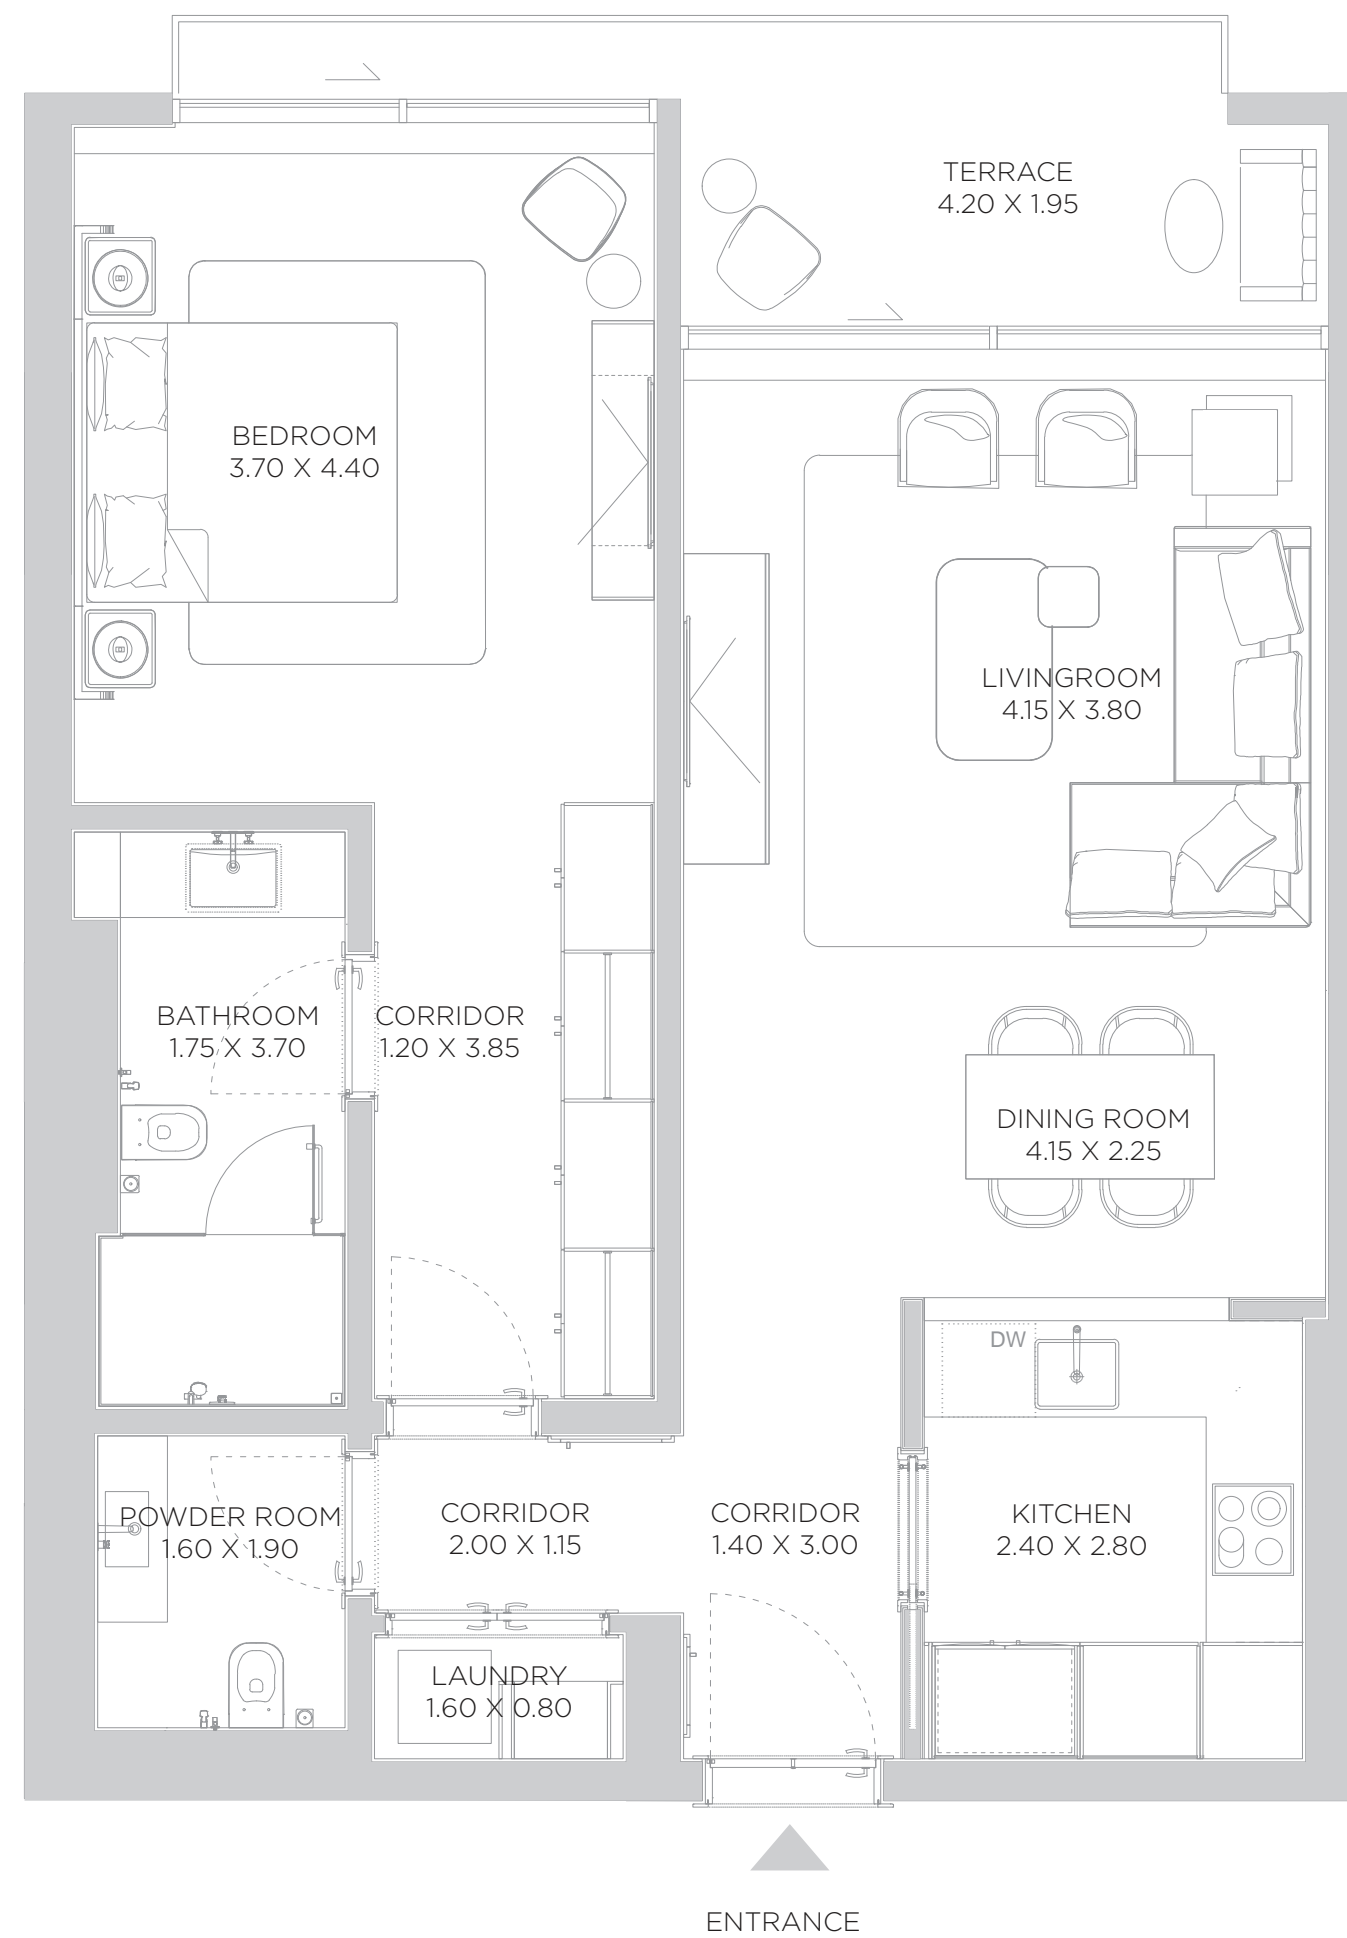 TERRACE
4.20 X 1.95
BEDROOM
3.70 X 4.40
LIVINGROOM
4.15 X 3.80
BATHROOM
1.75 X 3.70
CORRIDOR
1.20 X 3.85
DINING ROOM
4.15 X 2.25
DW
POWDER ROOM
1.60 X 1.90
CORRIDOR
2.00 X 1.15
CORRIDOR
1.40 X 3.00
KITCHEN
2.40 X 2.80
LAUNDRY
1.60 X 0.80
ENTRANCE